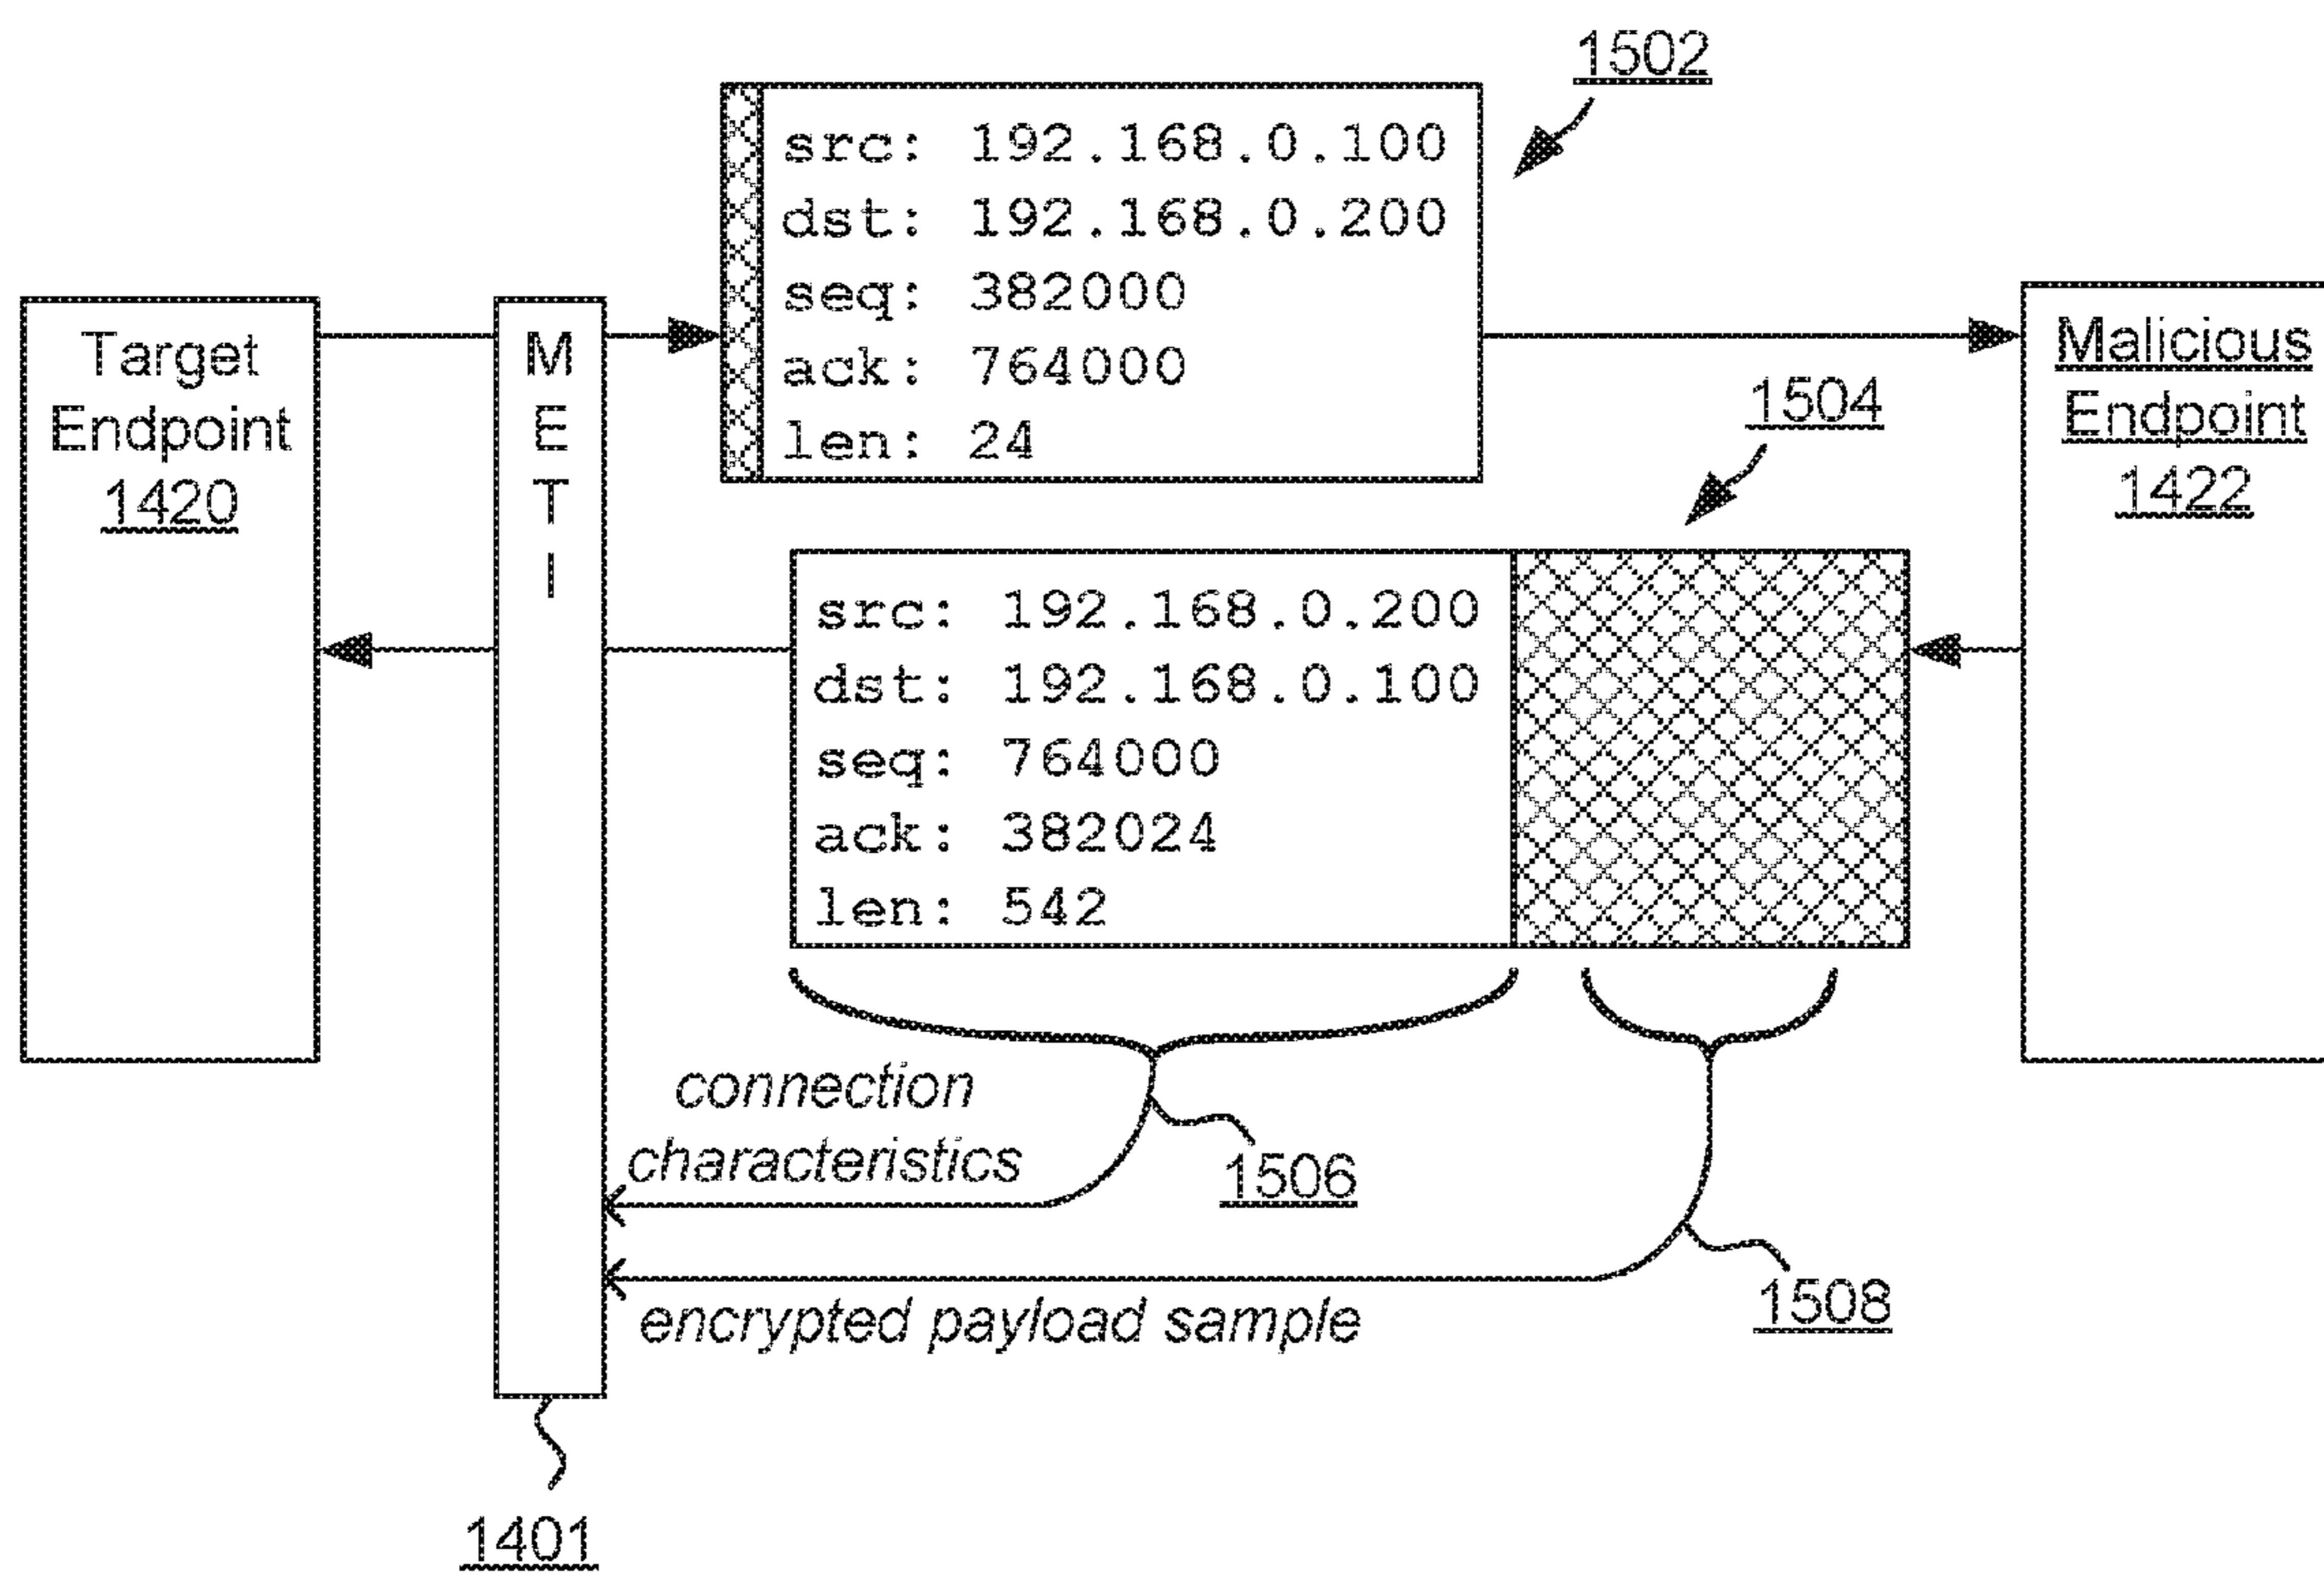 1502
src: 192.168.0.100
dst: 192.168.0.200
seq: 382000
ack: 764000
len: 24
Target
Endpoint
1420
M
E
T
I
Malicious
Endpoint
1422
1504
src: 192.168.0.200
dst: 192.168.0.100
seq: 764000
ack: 382024
len: 542
connection
characteristics
1506
encrypted payload sample
1508
1401